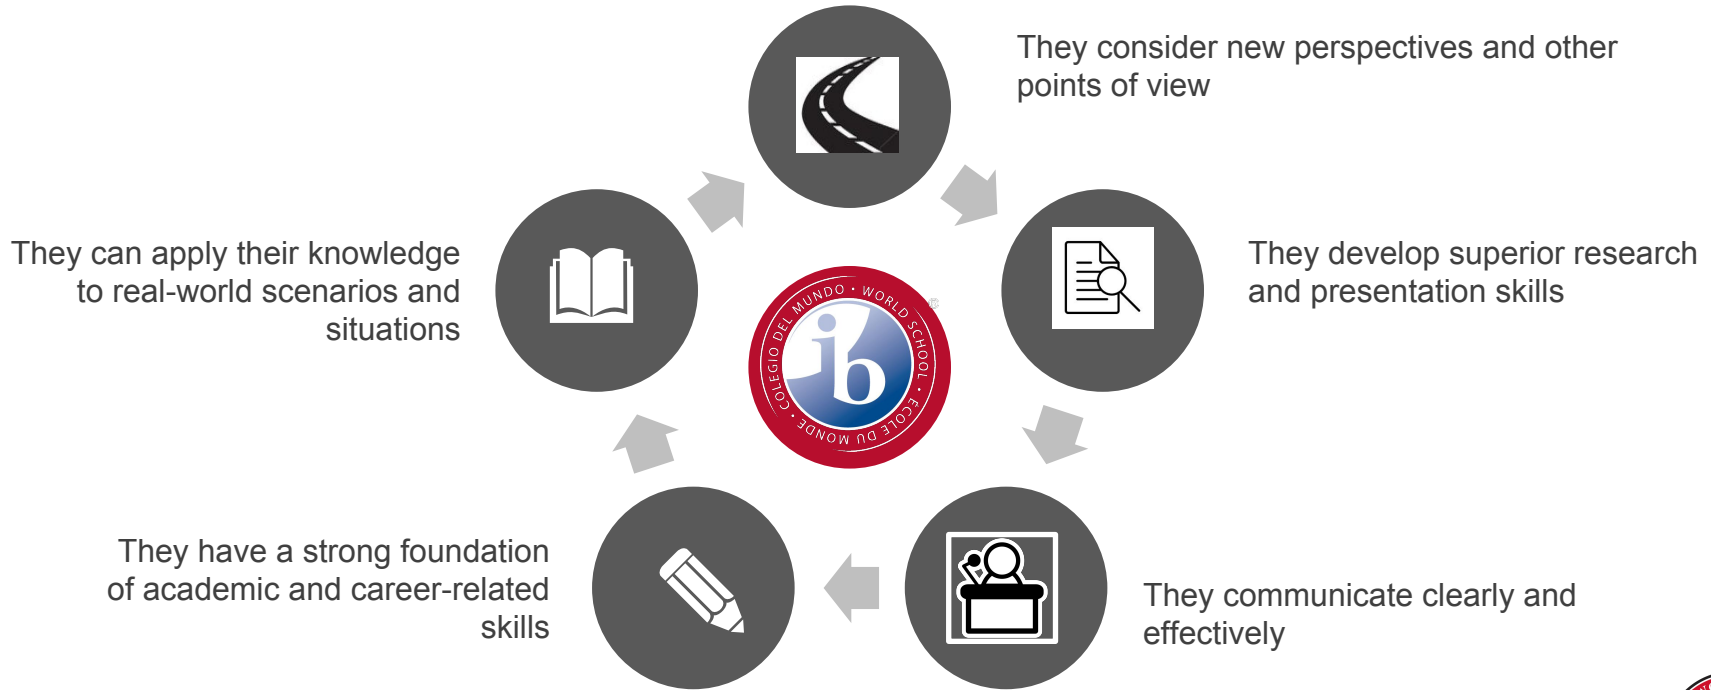 They consider new perspectives and other
points of view
They develop superior research
and presentation skills
They communicate clearly and
effectively
They have a strong foundation
of academic and career-related
skills
They can apply their knowledge
to real-world scenarios and
situations
COLEGIO DEL MUNDO • WORLD SCHOOL • ÉCOLE DU MONDE •
ib
©